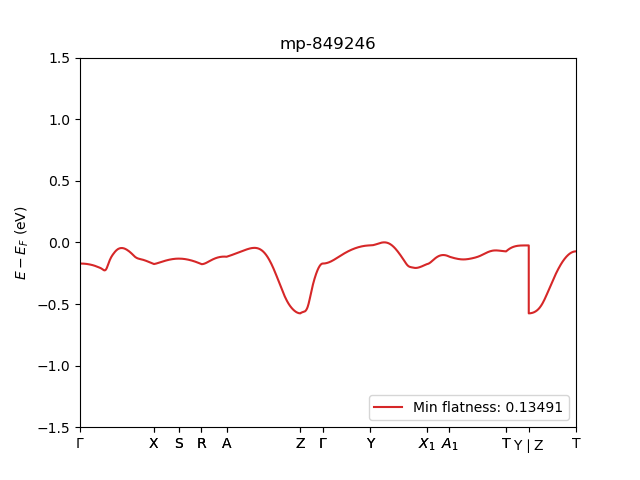 mp-849246
1.5
1.0
0.5
0.0
−0.5
−1.0
−1.5
E − E_F (eV)
Min flatness: 0.13491
Γ X S R A Z Γ Y X_1 A_1 T Y | Z T